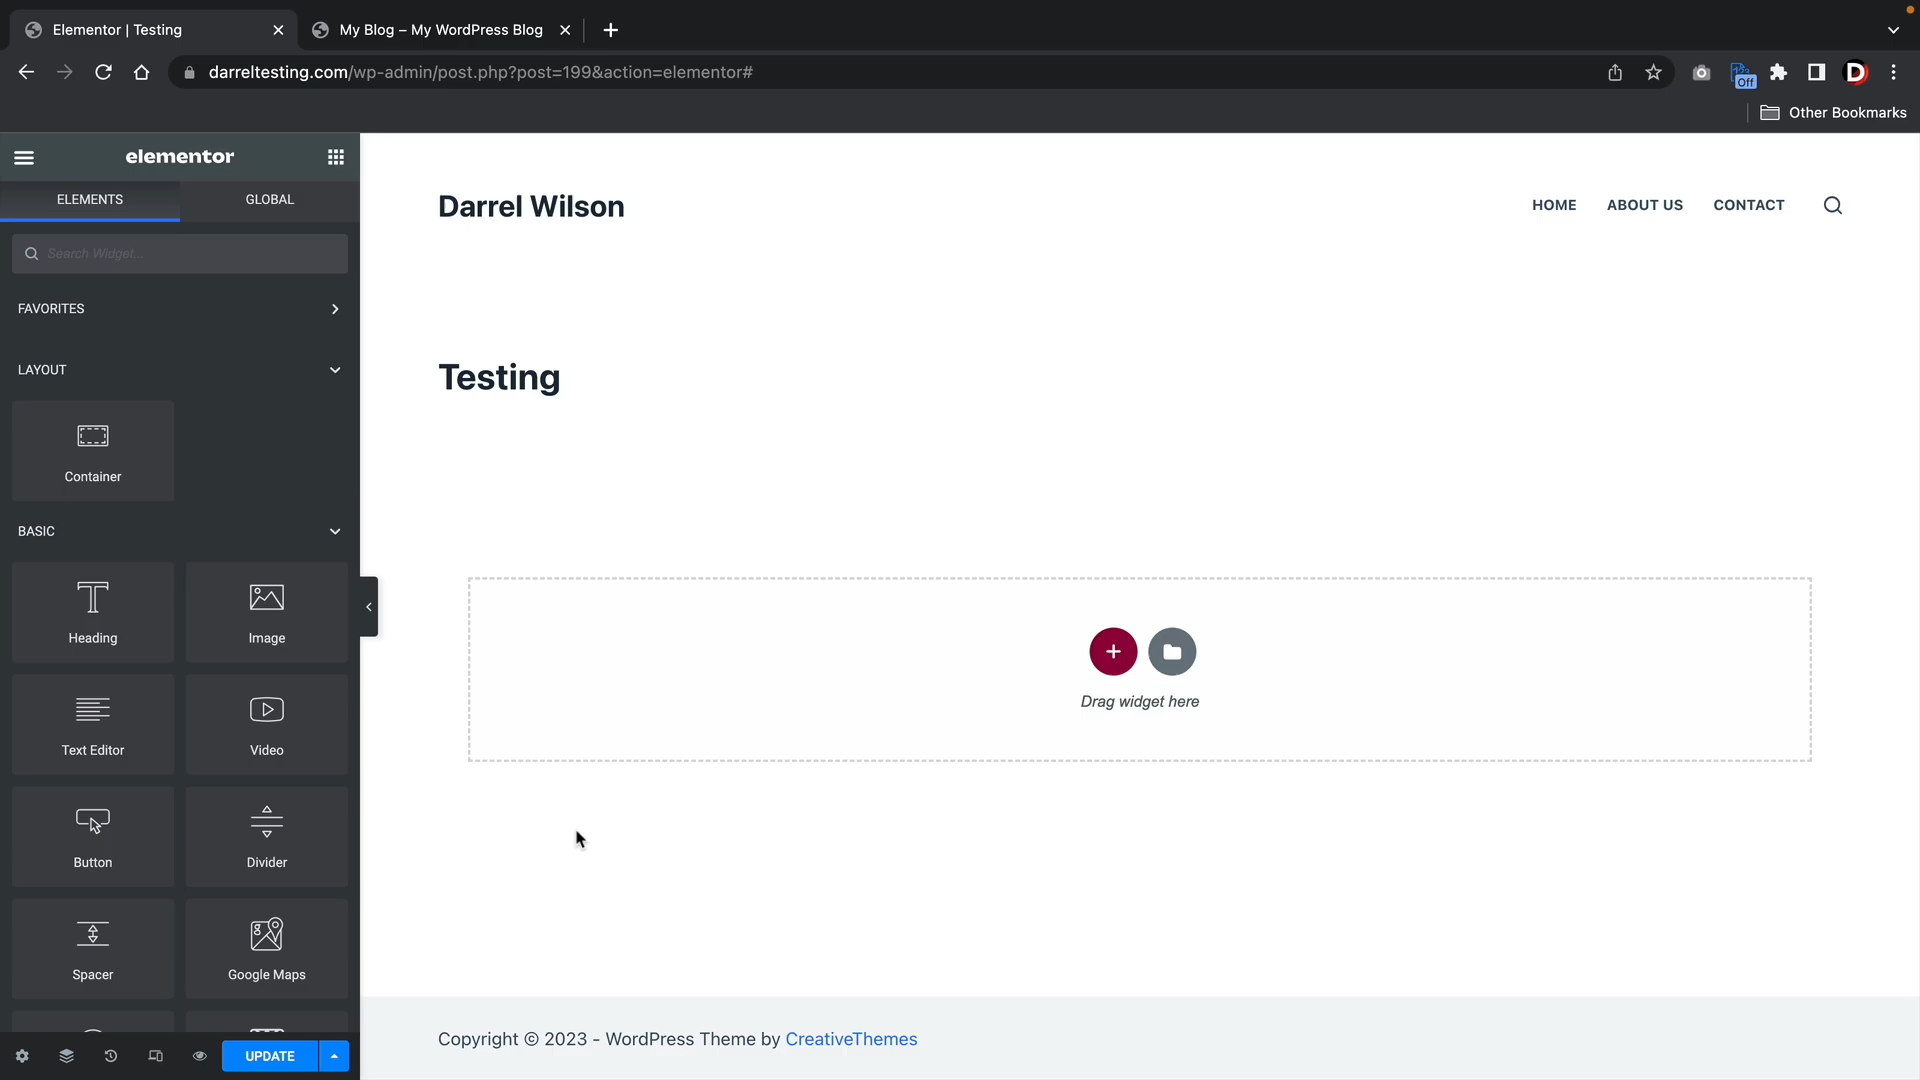 Elementor | Testing
My Blog – My WordPress Blog
darreltesting.com/wp-admin/post.php?post=199&action=elementor#
Off
D
Other Bookmarks
elementor
ELEMENTS
GLOBAL
Search Widget...
FAVORITES
LAYOUT
Container
BASIC
Heading
Image
Text Editor
Video
Button
Divider
Spacer
Google Maps
UPDATE
Darrel Wilson
HOME
ABOUT US
CONTACT
Testing
Drag widget here
Copyright © 2023 - WordPress Theme by CreativeThemes